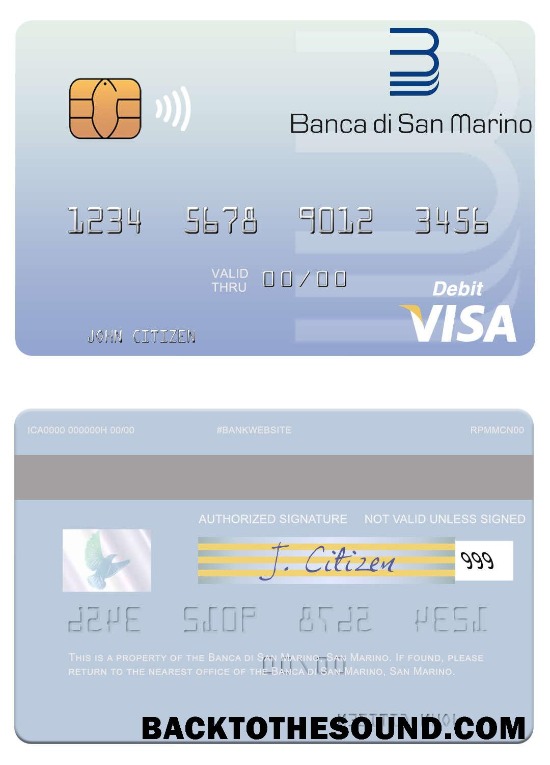 Banca di San Marino
1234 5678 9012 3456
VALID THRU 00/00
Debit
VISA
JOHN CITIZEN
ICA0000 000000H 00/00 #BANKWEBSITE RPMMCN00
AUTHORIZED SIGNATURE NOT VALID UNLESS SIGNED
J. Citizen 999
THIS IS A PROPERTY OF THE BANCA DI SAN MARINO, SAN MARINO. IF FOUND, PLEASE
RETURN TO THE NEAREST OFFICE OF THE BANCA DI SAN MARINO, SAN MARINO.
BACKTOTHESOUND.COM